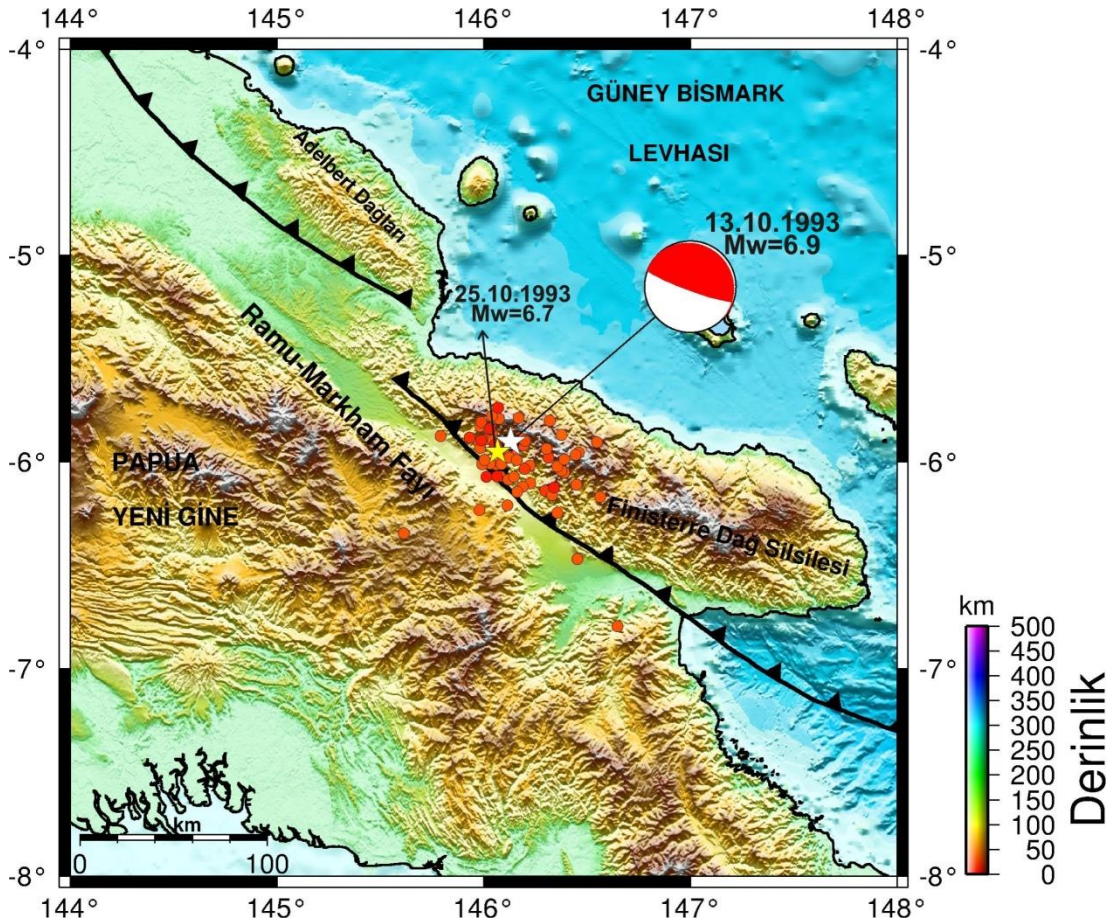 144° 145° 146° 147° 148°
-4° -4°
GÜNEY BİSMARK
LEVHASI
Adelbert Dağları
13.10.1993
Mw=6.9
-5° -5°
25.10.1993
Mw=6.7
Ramu-Markham Fayı
-6° -6°
PAPUA
YENİ GİNE
Finisterre Dağ Silsilesi
km
500
450
400
350
300
250
200
150
100
50
0
Derinlik
-7° -7°
km
0 100
-8° -8°
144° 145° 146° 147° 148°